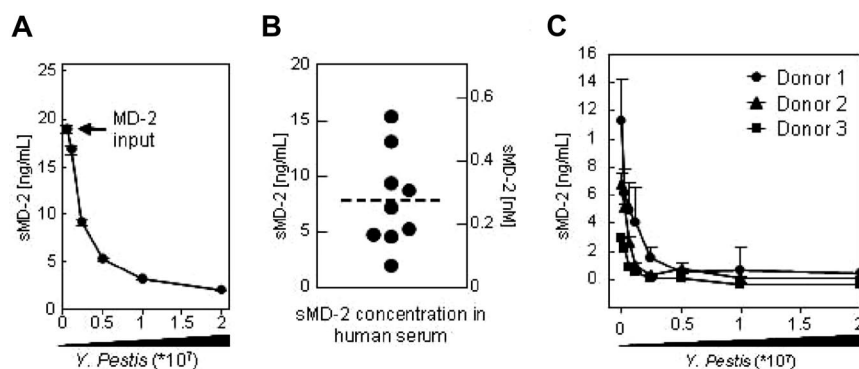 A
sMD-2 [ng/mL]
25
20
15
10
5
0
MD-2
input
0 0.5 1 1.5 2
Y. Pestis (*10⁷)
B
sMD-2 [ng/mL]
20
15
10
5
0
0.6
0.4
0.2
0
sMD-2 [nM]
sMD-2 concentration in
human serum
C
sMD-2 [ng/mL]
16
14
12
1
8
6
4
2
0
Donor 1
Donor 2
Donor 3
0 0.5 1 1.5 2
Y. Pestis (*10⁷)